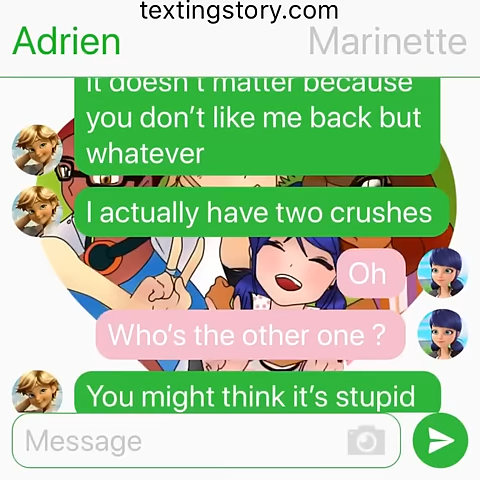 textingstory.com
Adrien
Marinette
it doesn't matter because
you don't like me back but
whatever
I actually have two crushes
Oh
Who's the other one ?
You might think it's stupid
Message